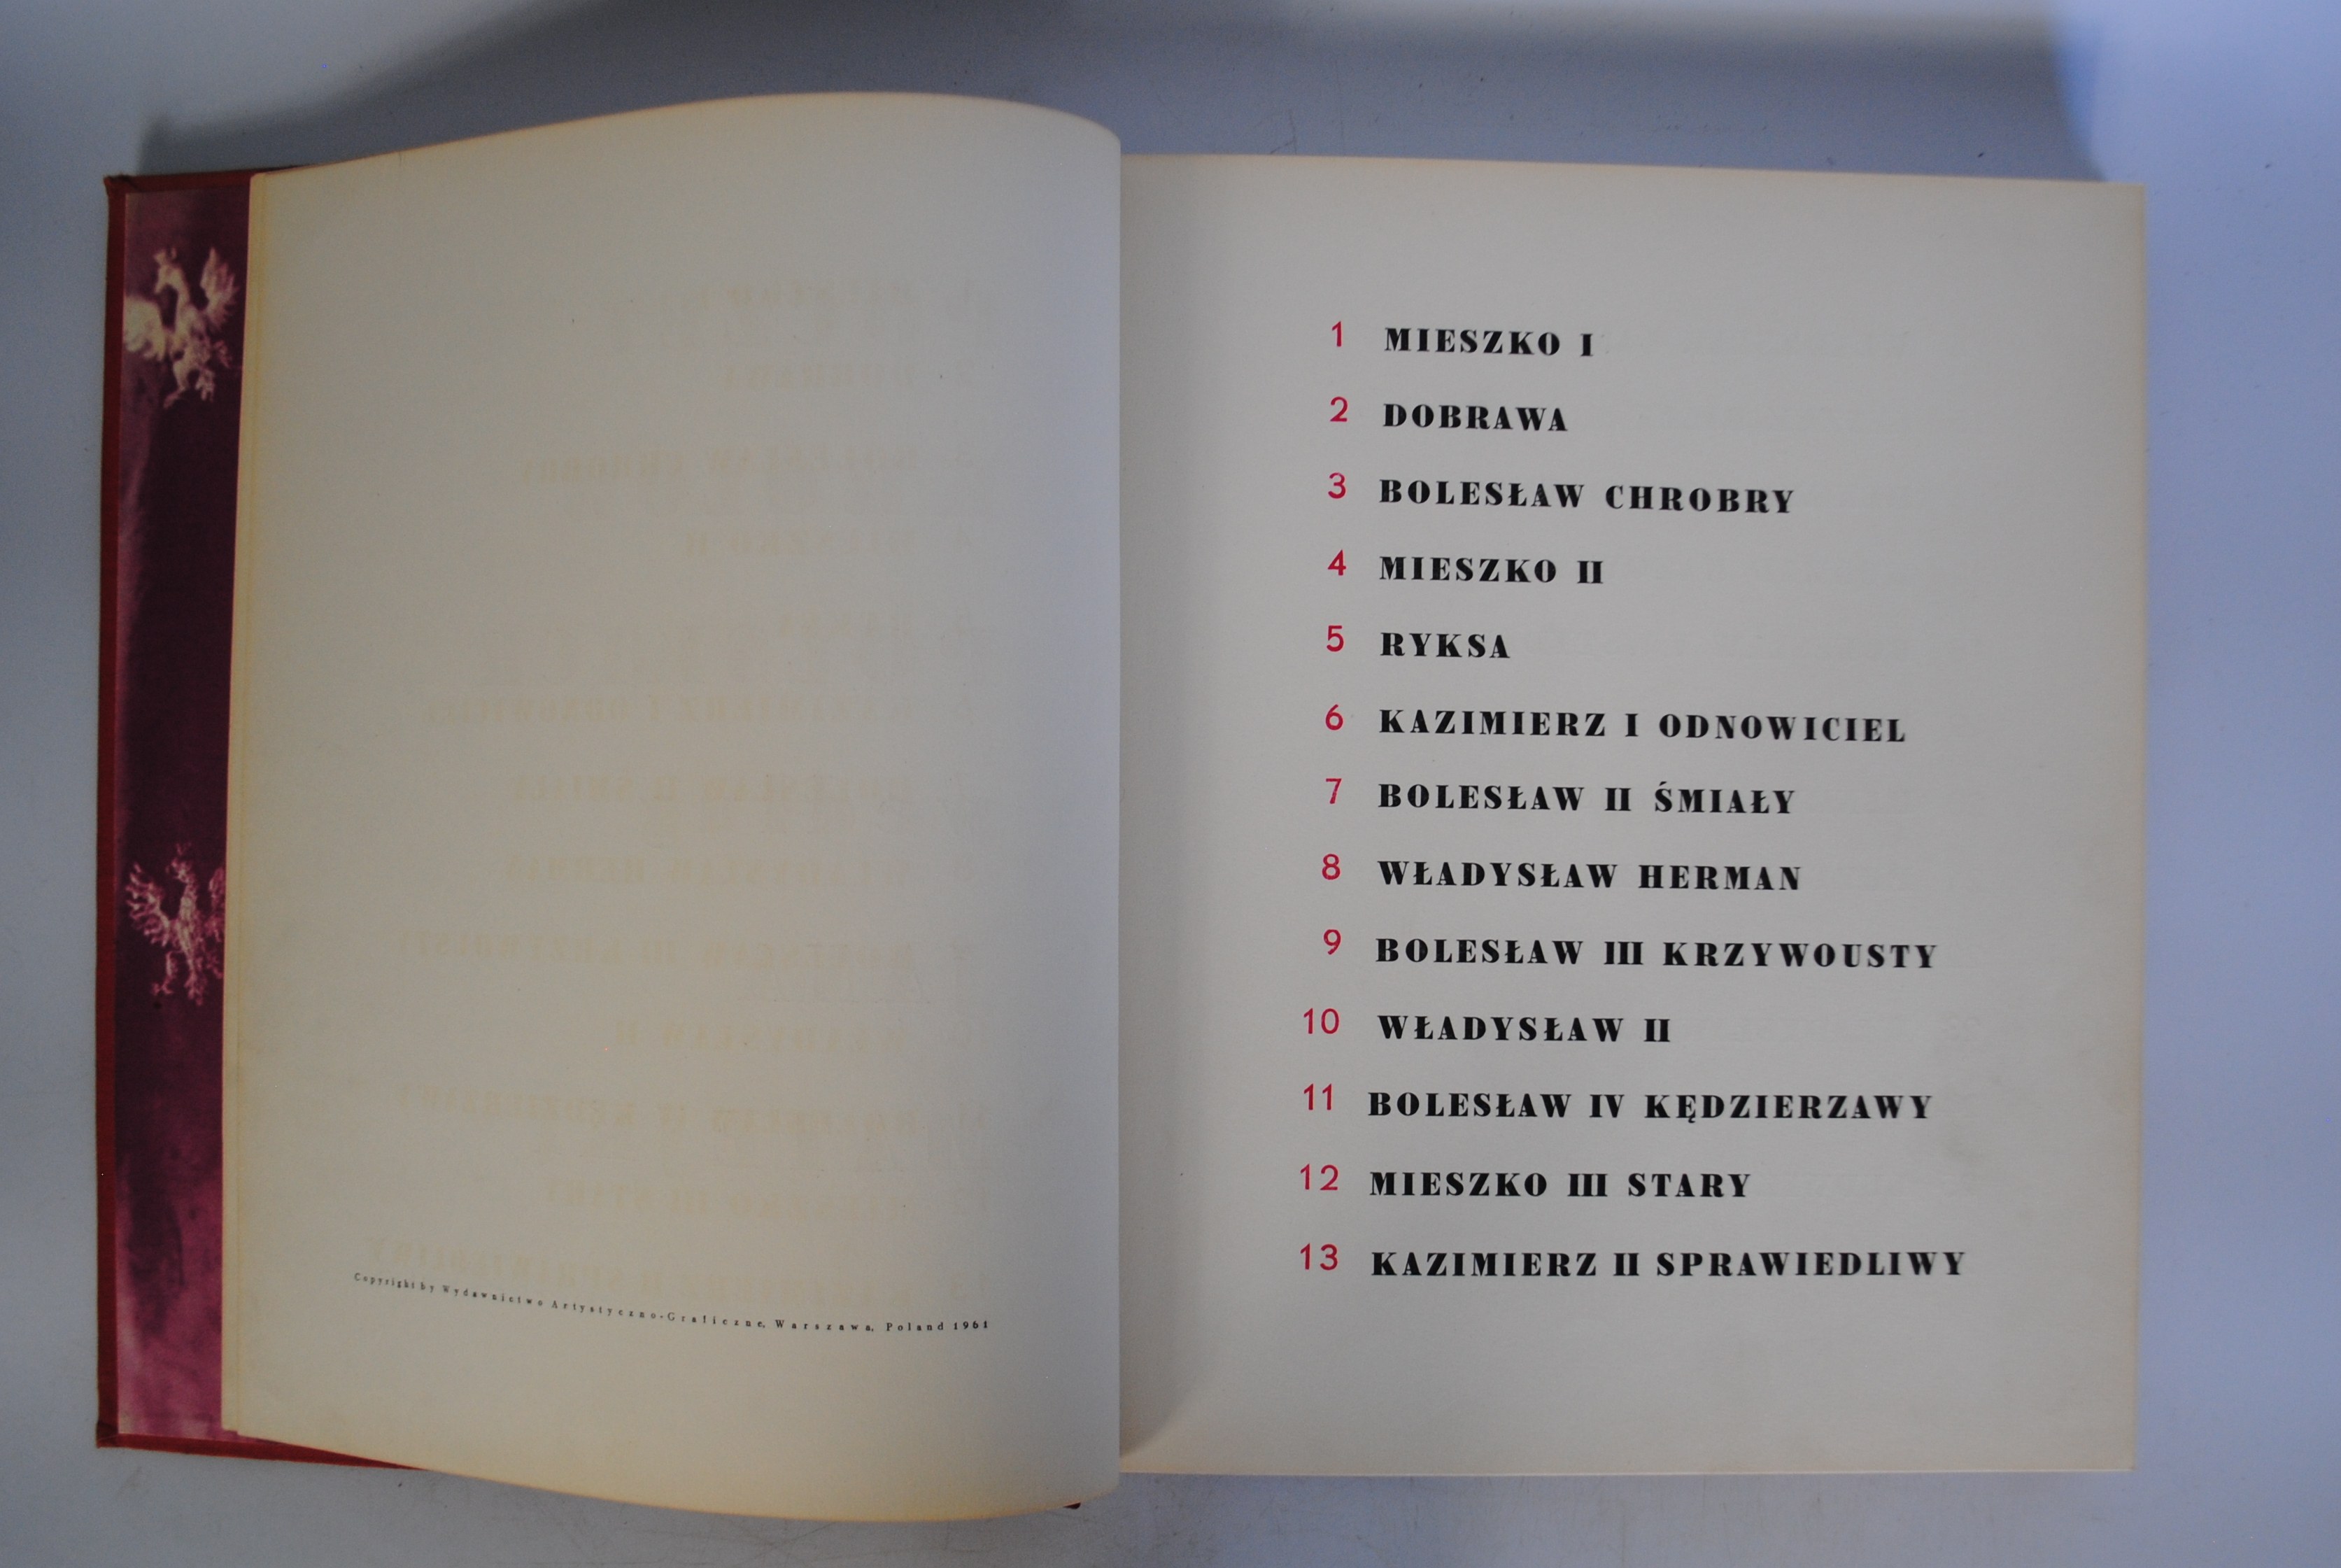 Copyright by Wydawnictwo Artystyczno-Graficzne, Warszawa, Poland 1961
1 MIESZKO I
2 DOBRAWA
3 BOLESŁAW CHROBRY
4 MIESZKO II
5 RYKSA
6 KAZIMIERZ I ODNOWICIEL
7 BOLESŁAW II ŚMIAŁY
8 WŁADYSŁAW HERMAN
9 BOLESŁAW III KRZYWOUSTY
10 WŁADYSŁAW II
11 BOLESŁAW IV KĘDZIERZAWY
12 MIESZKO III STARY
13 KAZIMIERZ II SPRAWIEDLIWY